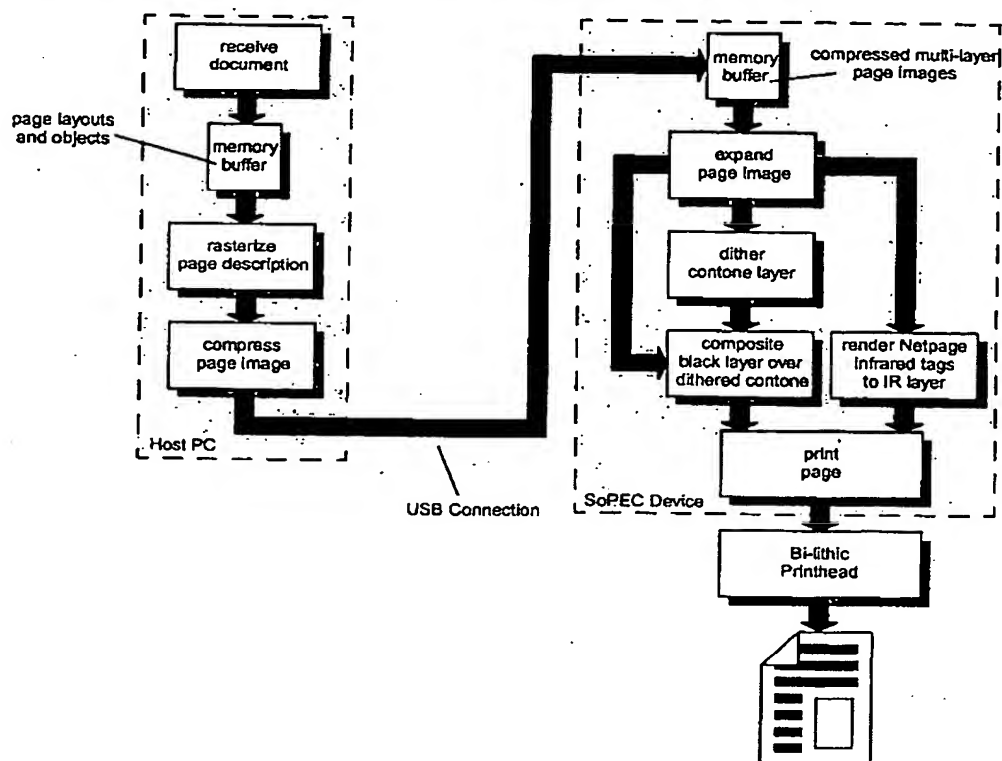 receive
document
page layouts
and objects
memory
buffer
rasterize
page description
compress
page image
Host PC
USB Connection
memory
buffer
compressed multi-layer
page images
expand
page image
dither
contone layer
composite
black layer over
dithered contone
render Netpage
infrared tags
to IR layer
print
page
SoPEC Device
Bi-lithic
Printhead